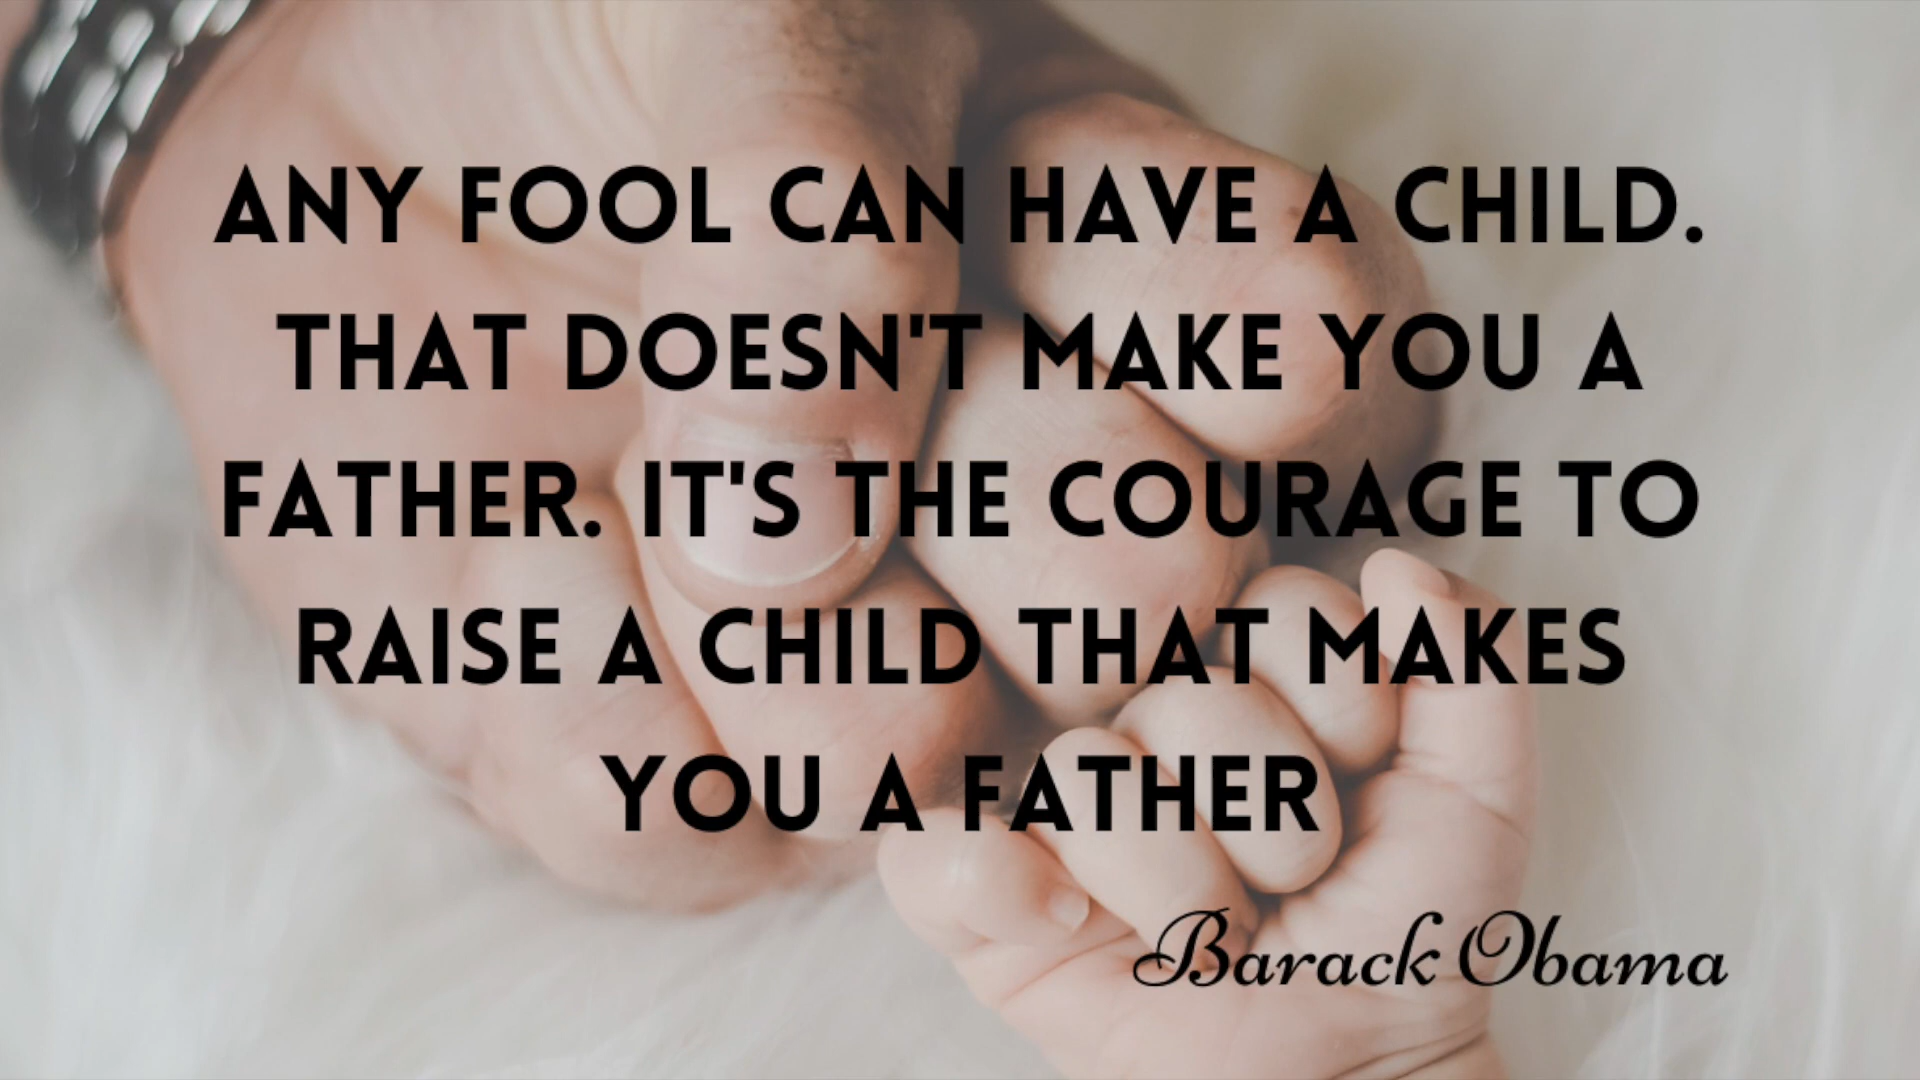 ANY FOOL CAN HAVE A CHILD.
THAT DOESN'T MAKE YOU A
FATHER. IT'S THE COURAGE TO
RAISE A CHILD THAT MAKES
YOU A FATHER
Barack Obama